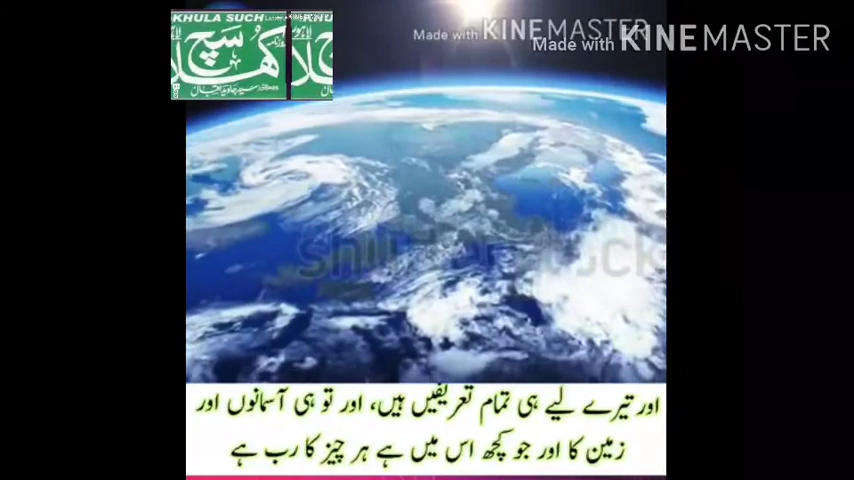 KHULA SUCH
کھلا سچ
Made with KINEMASTER
Made with KINEMASTER
shutterstock
اور تیرے لیے ہی تمام تعریفیں ہیں، اور تو ہی آسمانوں اور
زمین کا اور جو کچھ اس میں ہے ہر چیز کا رب ہے